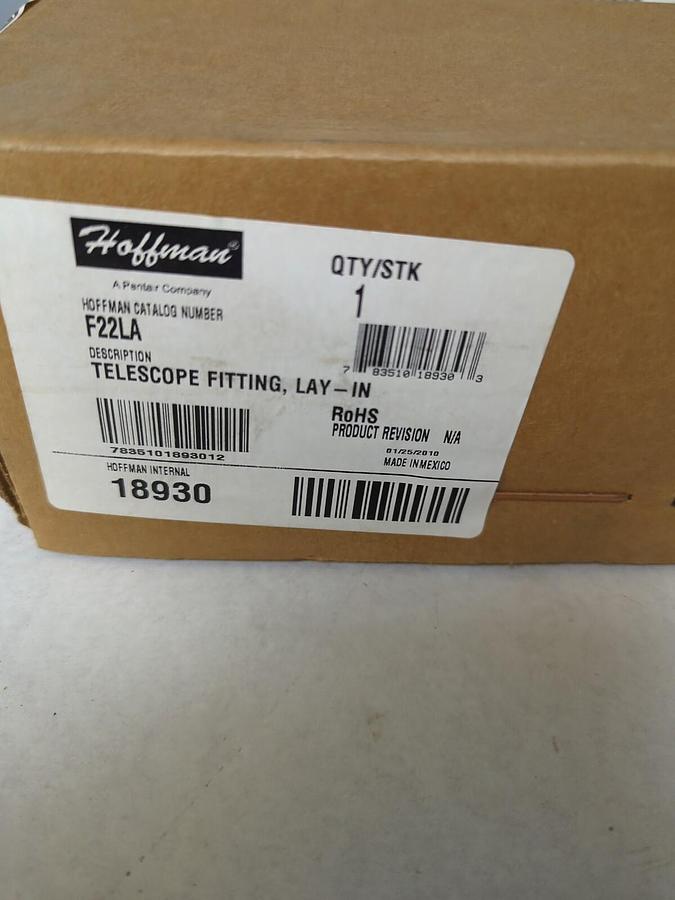 Hoffman®
A Pentair Company
HOFFMAN CATALOG NUMBER
F22LA
DESCRIPTION
TELESCOPE FITTING, LAY-IN
7835101893012
HOFFMAN INTERNAL
18930
QTY/STK
1
7 83510 18930 3
RoHS
PRODUCT REVISION N/A
01/25/2010
MADE IN MEXICO